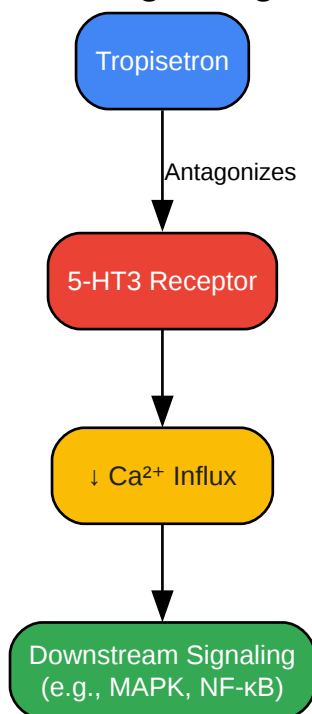 Tropisetron
Antagonizes
5-HT3 Receptor
↓ Ca²⁺ Influx
Downstream Signaling
(e.g., MAPK, NF-κB)